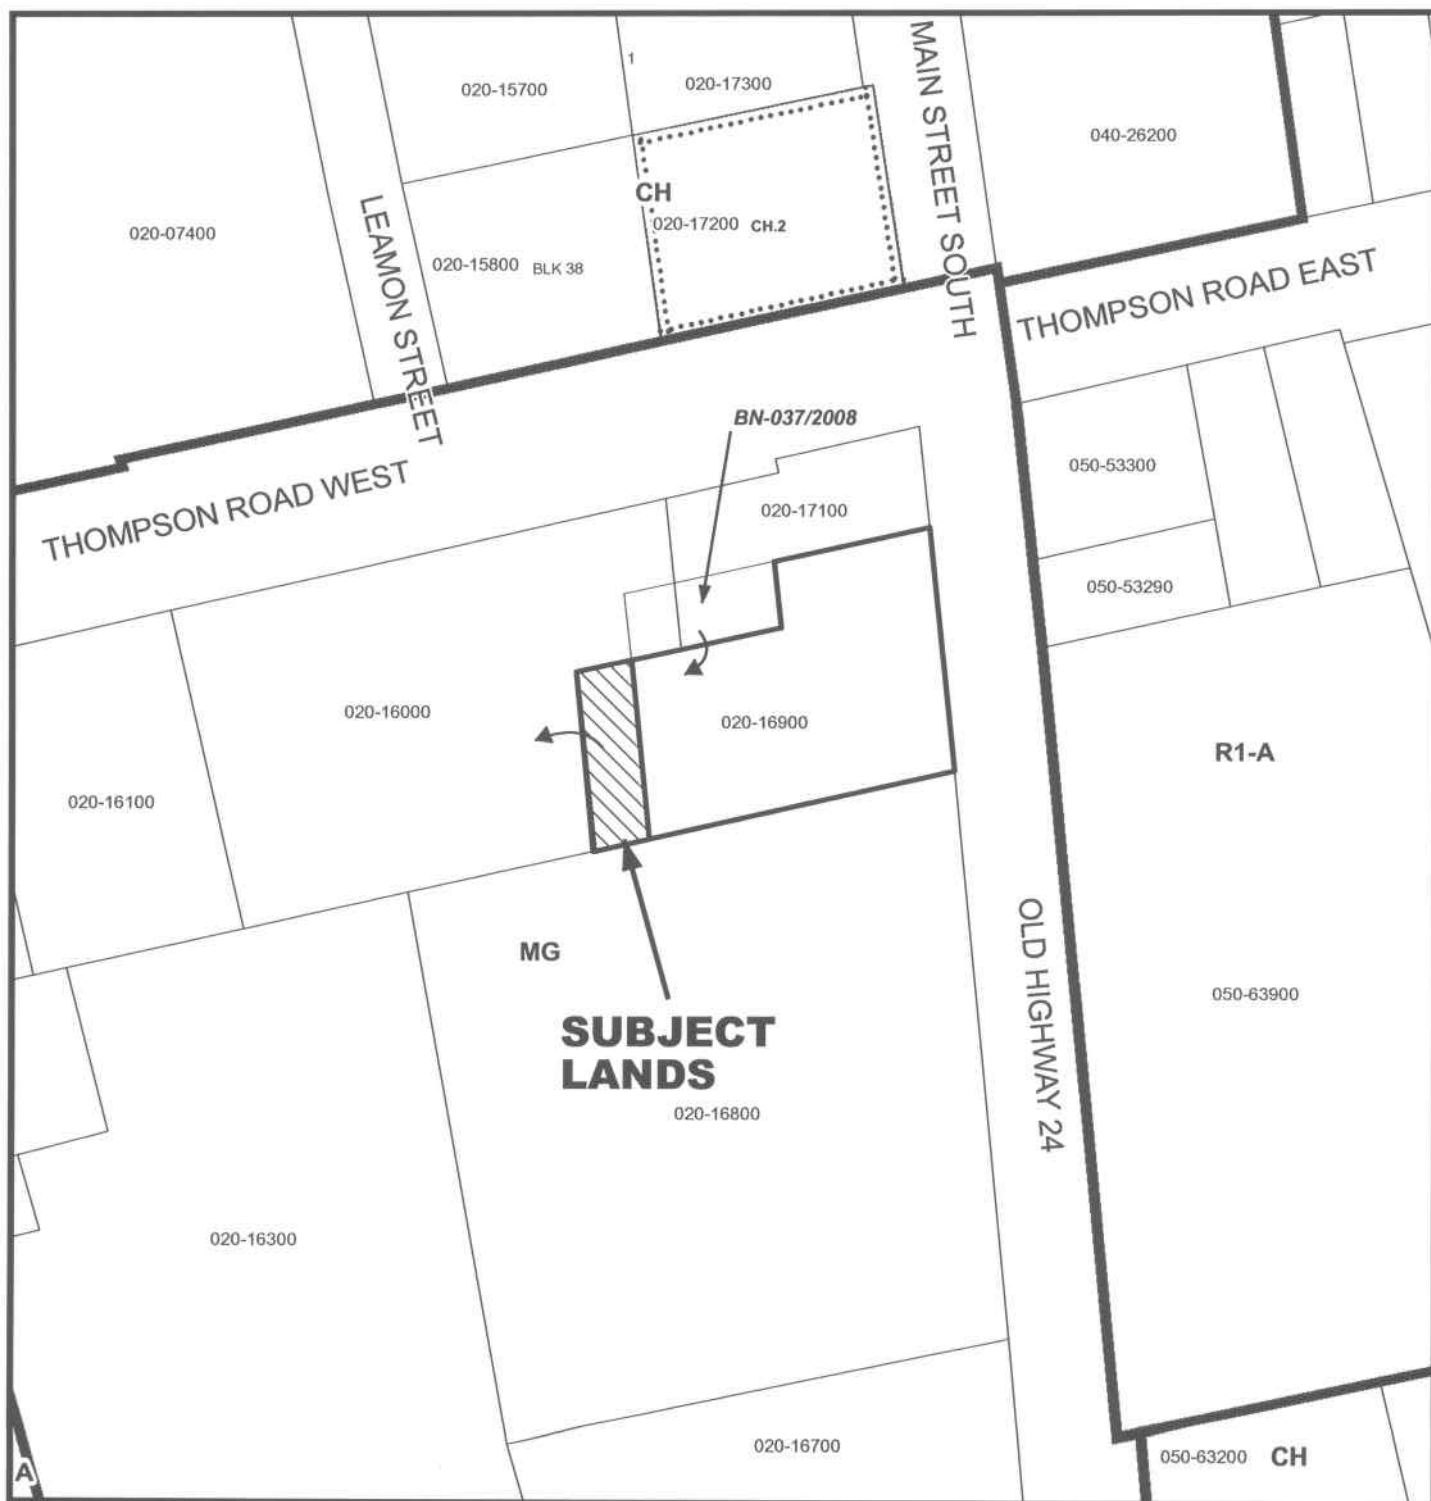 1
020-15700
020-17300
MAIN STREET SOUTH
040-26200
CH
020-07400
LEAMON STREET
020-17200 CH.2
020-15800 BLK 38
THOMPSON ROAD EAST
BN-037/2008
THOMPSON ROAD WEST
050-53300
020-17100
050-53290
020-16000
020-16900
R1-A
020-16100
MG
OLD HIGHWAY 24
050-63900
SUBJECT
LANDS
020-16800
020-16300
020-16700
050-63200 CH
A